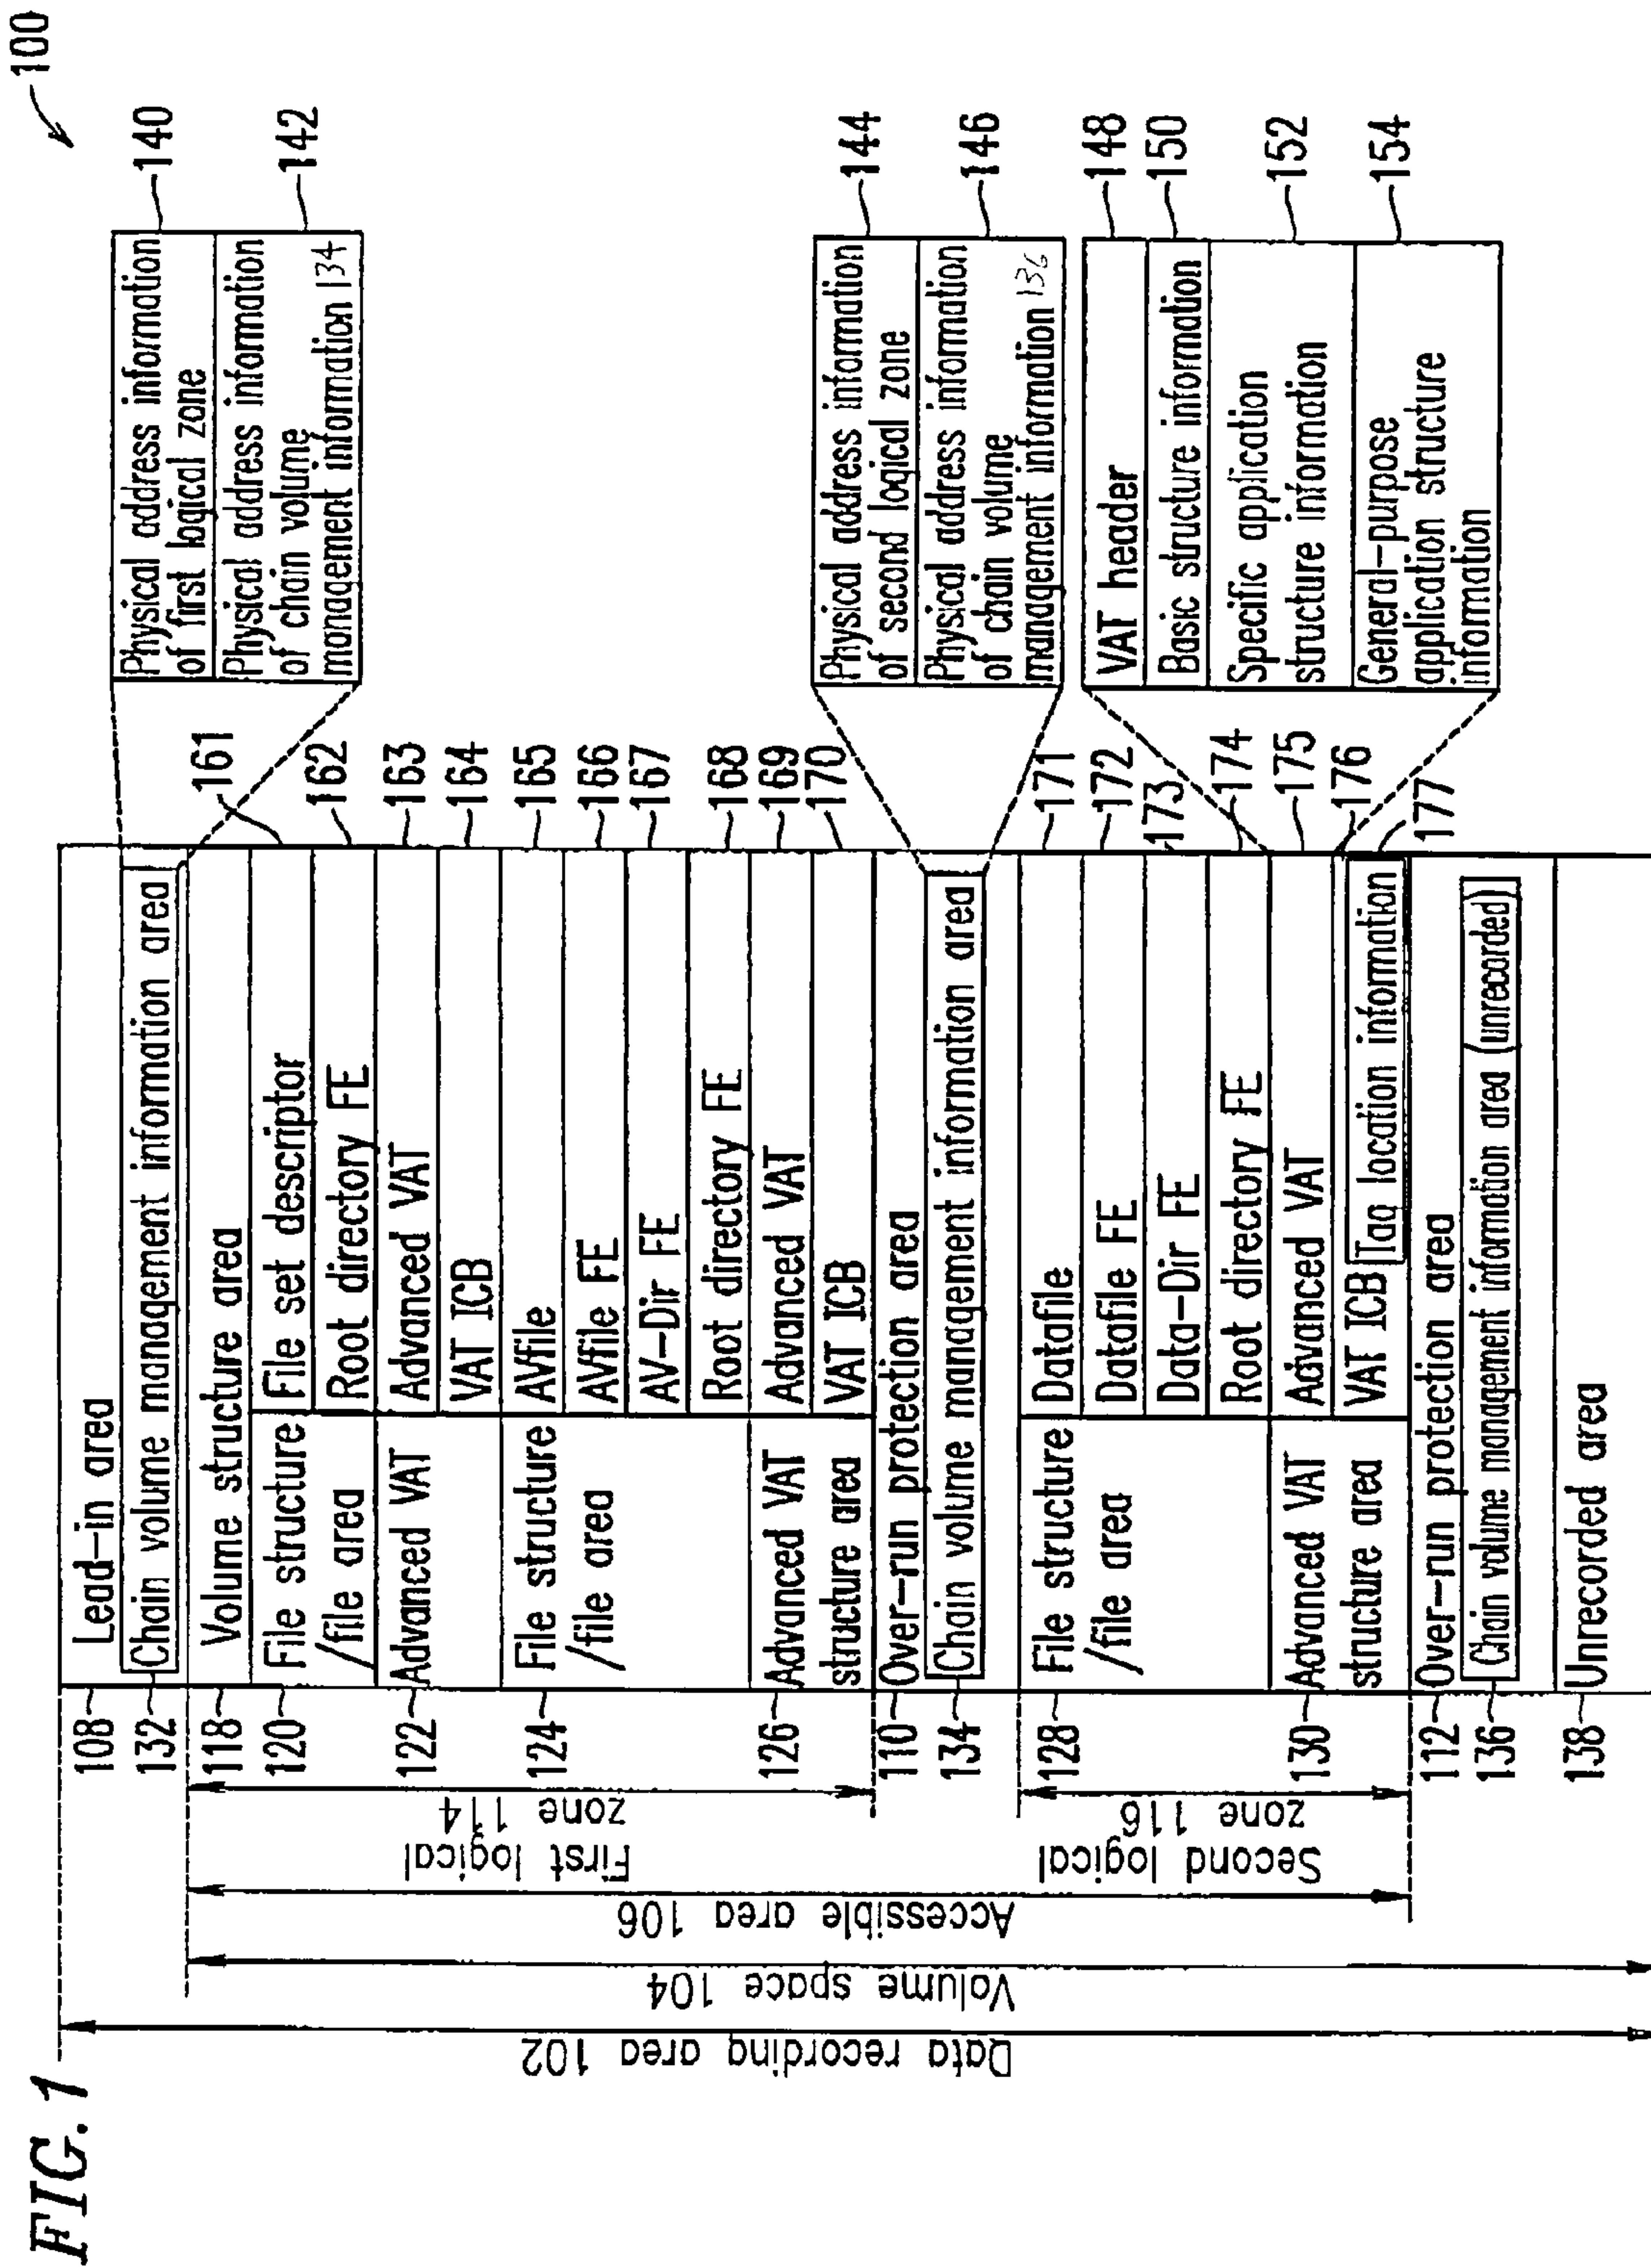 FIG. 1
100
Data recording area 102
Volume space 104
Accessible area 106
First logical
zone 114
Second logical
zone 116
108
Lead-in area
132
Chain volume management information area
118
Volume structure area
120
File structure
/file area
File set descriptor
161
Root directory FE
162
122
Advanced VAT
Advanced VAT
163
VAT ICB
164
124
File structure
/file area
AVfile
165
AVfile FE
166
AV-Dir FE
167
Root directory FE
168
126
Advanced VAT
structure area
Advanced VAT
169
VAT ICB
170
110
Over-run protection area
134
Chain volume management information area
128
File structure
/file area
Datafile
171
Datafile FE
172
Data-Dir FE
173
Root directory FE
174
130
Advanced VAT
structure area
Advanced VAT
175
VAT ICB
176
Tag location information
177
112
Over-run protection area
136
Chain volume management information area (unrecorded)
138
Unrecorded area
Physical address information
of first logical zone
140
Physical address information
of chain volume
management information 134
142
Physical address information
of second logical zone
144
Physical address information
of chain volume
management information 136
146
VAT header
148
Basic structure information
150
Specific application
structure information
152
General-purpose
application structure
information
154